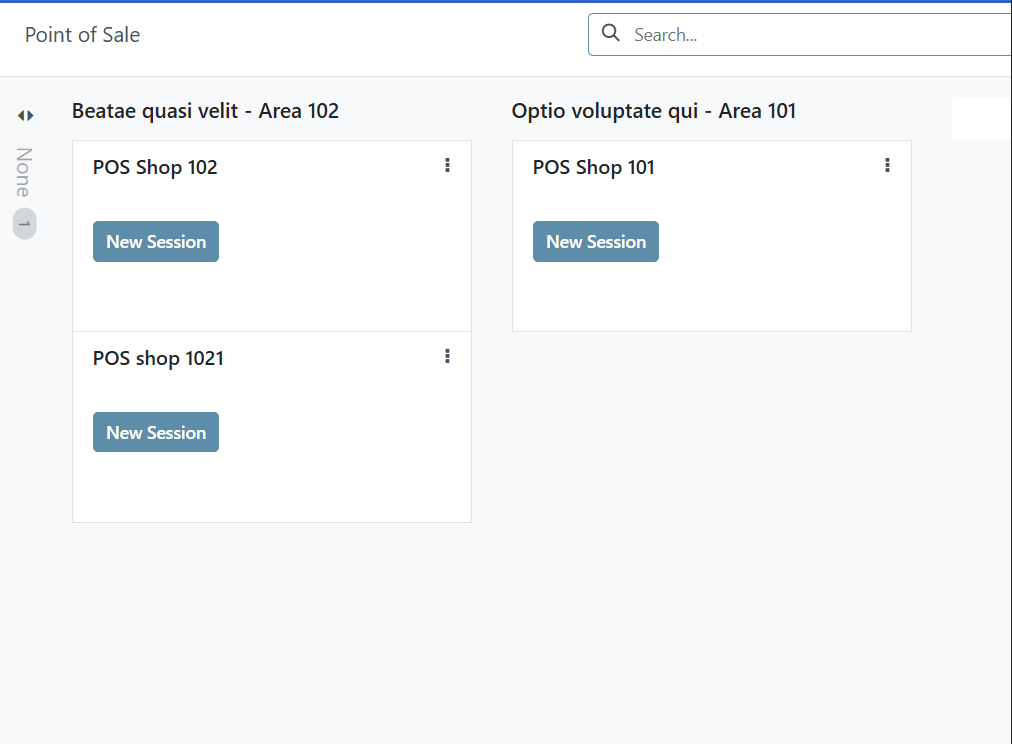 Point of Sale
Search...
None
1
Beatae quasi velit - Area 102
POS Shop 102
New Session
POS shop 1021
New Session
Optio voluptate qui - Area 101
POS Shop 101
New Session